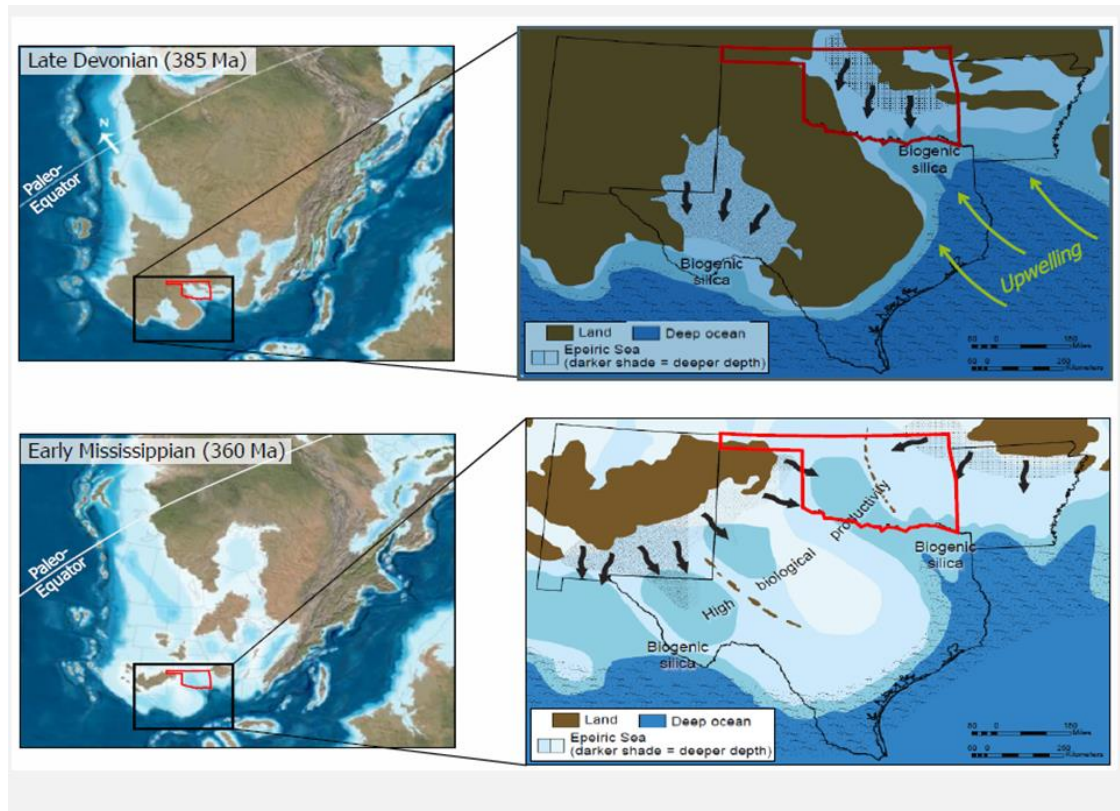 Late Devonian (385 Ma)
N
Paleo-
Equator
Biogenic
silica
Biogenic
silica
Upwelling
Land
Deep ocean
Epeiric Sea
(darker shade = deeper depth)
Early Mississippian (360 Ma)
Paleo-
Equator
High biological productivity
Biogenic
silica
Biogenic
silica
Land
Deep ocean
Epeiric Sea
(darker shade = deeper depth)